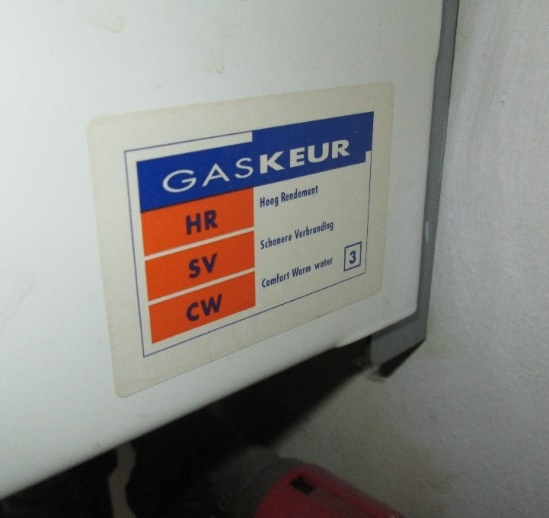 GASKEUR
HR Hoog Rendement
SV Schonere Verbranding
CW Comfort Warm water 3